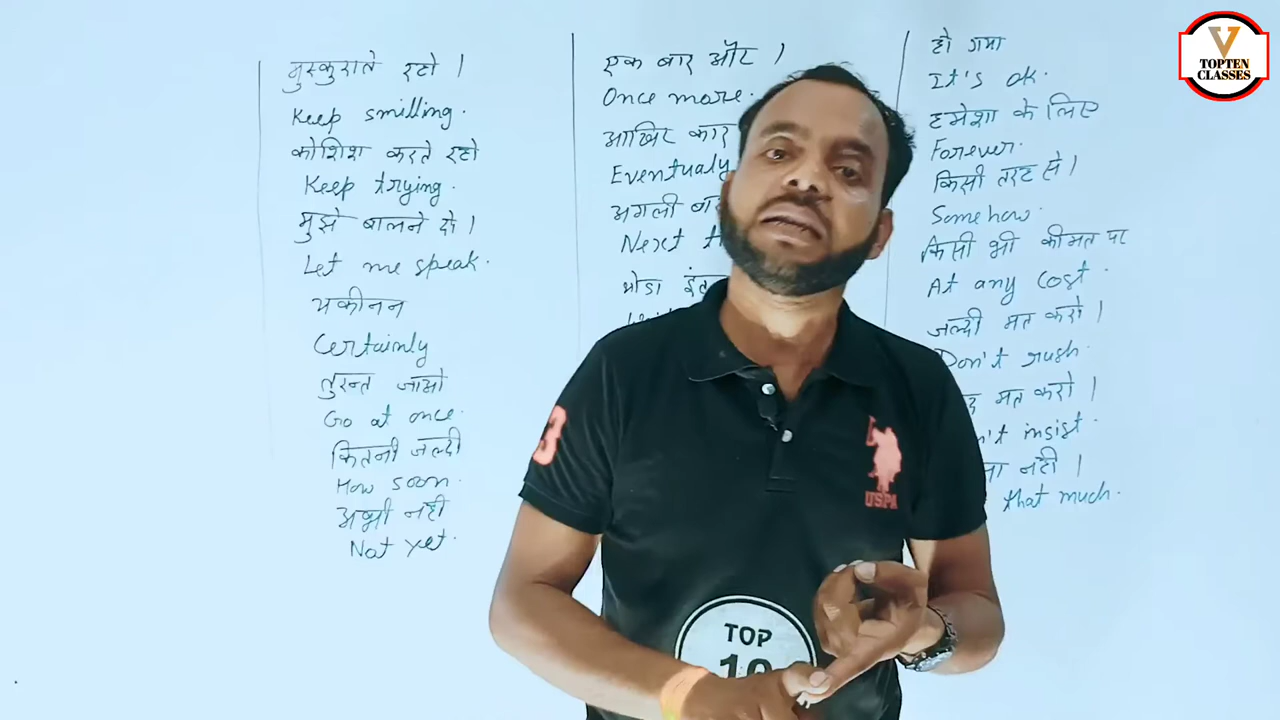 मुस्कुराते रहो ।
Keep smilling.
कोशिश करते रहो
Keep trying.
मुझे बालने दो ।
Let me speak.
यकीनन
Certainly
तुरन्त जाओ
Go at once.
कितनी जल्दी
How soon.
अभी नही
Not yet.
एक बार और ।
Once more.
आखिर कार
Eventualy
अगली
Next
थोडा
हो गया
It's ok.
हमेशा के लिए
Forever.
किसी तरह से ।
Somehow.
किसी भी कीमत पर
At any cost.
जल्दी मत करो ।
Don't rush.
मत करो ।
insist.
नही ।
that much.
V
TOPTEN
CLASSES
3
USPA
TOP
10